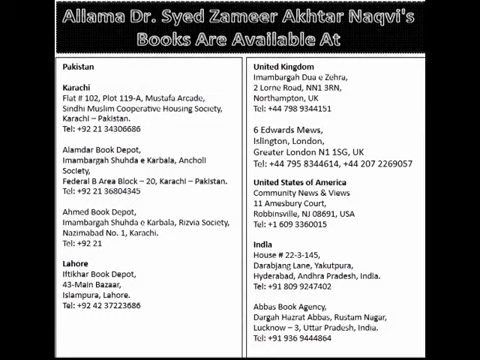 Allama Dr. Syed Zameer Akhtar Naqvi's
Books Are Available At
Pakistan
Karachi
Flat # 102, Plot 119-A, Mustafa Arcade,
Sindhi Muslim Cooperative Housing Society,
Karachi – Pakistan.
Tel: +92 21 34306686
Alamdar Book Depot,
Imambargah Shuhda e Karbala, Ancholi
Society,
Federal B Area Block – 20, Karachi – Pakistan.
Tel: +92 21 36804345
Ahmed Book Depot,
Imambargah Shuhda e Karbala, Rizvia Society,
Nazimabad No. 1, Karachi.
Tel: +92 21
Lahore
Iftikhar Book Depot,
43-Main Bazaar,
Islampura, Lahore.
Tel: +92 42 37223686
United Kingdom
Imambargah Dua e Zehra,
2 Lorne Road, NN1 3RN,
Northampton, UK
Tel: +44 798 9344151
6 Edwards Mews,
Islington, London,
Greater London N1 1SG, UK
Tel: +44 795 8344614, +44 207 2269057
United States of America
Community News & Views
11 Amesbury Court,
Robbinsville, NJ 08691, USA
Tel: +1 609 3360015
India
House # 22-3-145,
Darabjang Lane, Yakutpura,
Hyderabad, Andhra Pradesh, India.
Tel: +91 809 9247402
Abbas Book Agency,
Dargah Hazrat Abbas, Rustam Nagar,
Lucknow – 3, Uttar Pradesh, India.
Tel: +91 936 9444864